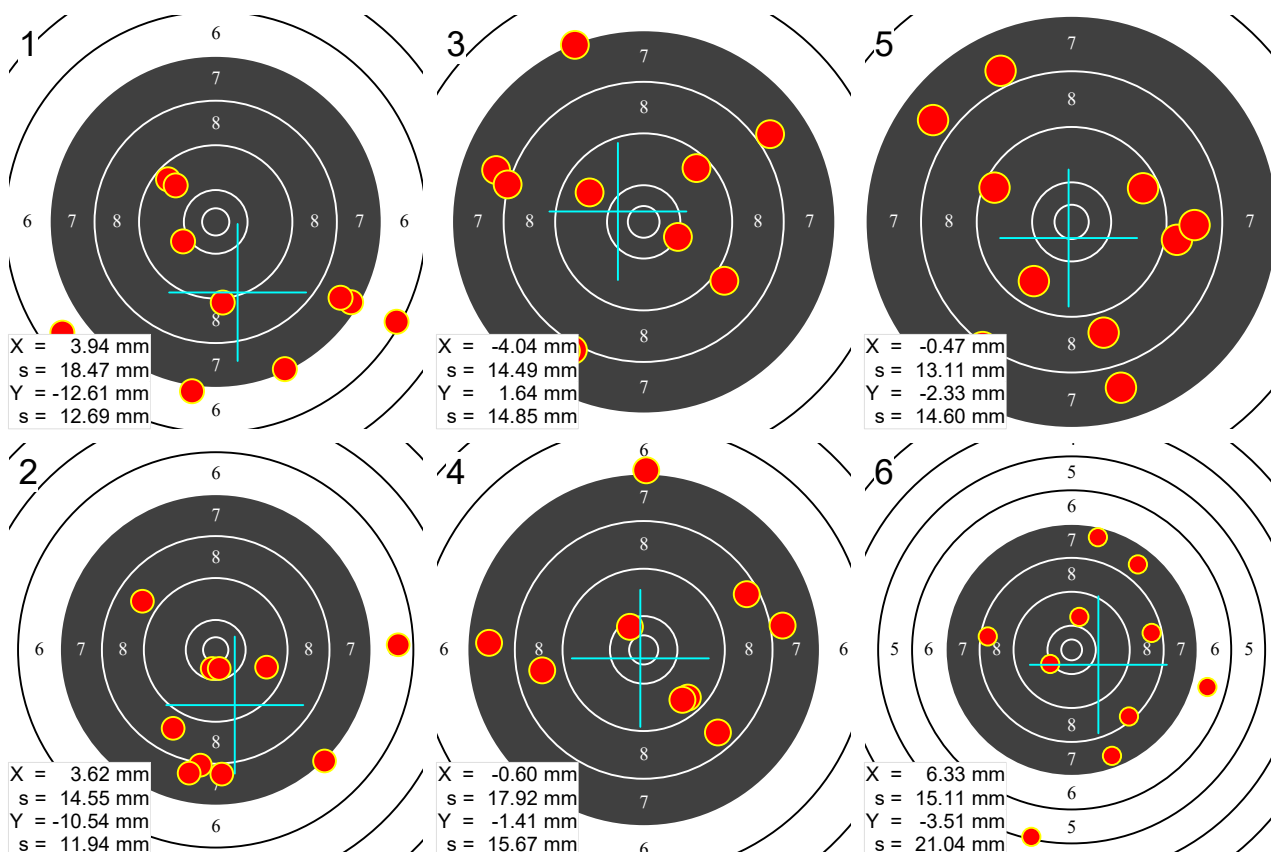 1
6
7
8
6 7 8 8 7 6
8
7
6
X = 3.94 mm
s = 18.47 mm
Y = -12.61 mm
s = 12.69 mm
3
7
8
7 8 8 7
8
7
X = -4.04 mm
s = 14.49 mm
Y = 1.64 mm
s = 14.85 mm
5
7
8
7 8 7
8
7
X = -0.47 mm
s = 13.11 mm
Y = -2.33 mm
s = 14.60 mm
2
6
7
8
6 7 8 8 7 6
8
7
6
X = 3.62 mm
s = 14.55 mm
Y = -10.54 mm
s = 11.94 mm
4
6
7
8
8 8 7
8
7
6
X = -0.60 mm
s = 17.92 mm
Y = -1.41 mm
s = 15.67 mm
6
5
6
7
8
5 6 7 8 8 7 6 5
8
7
6
5
X = 6.33 mm
s = 15.11 mm
Y = -3.51 mm
s = 21.04 mm